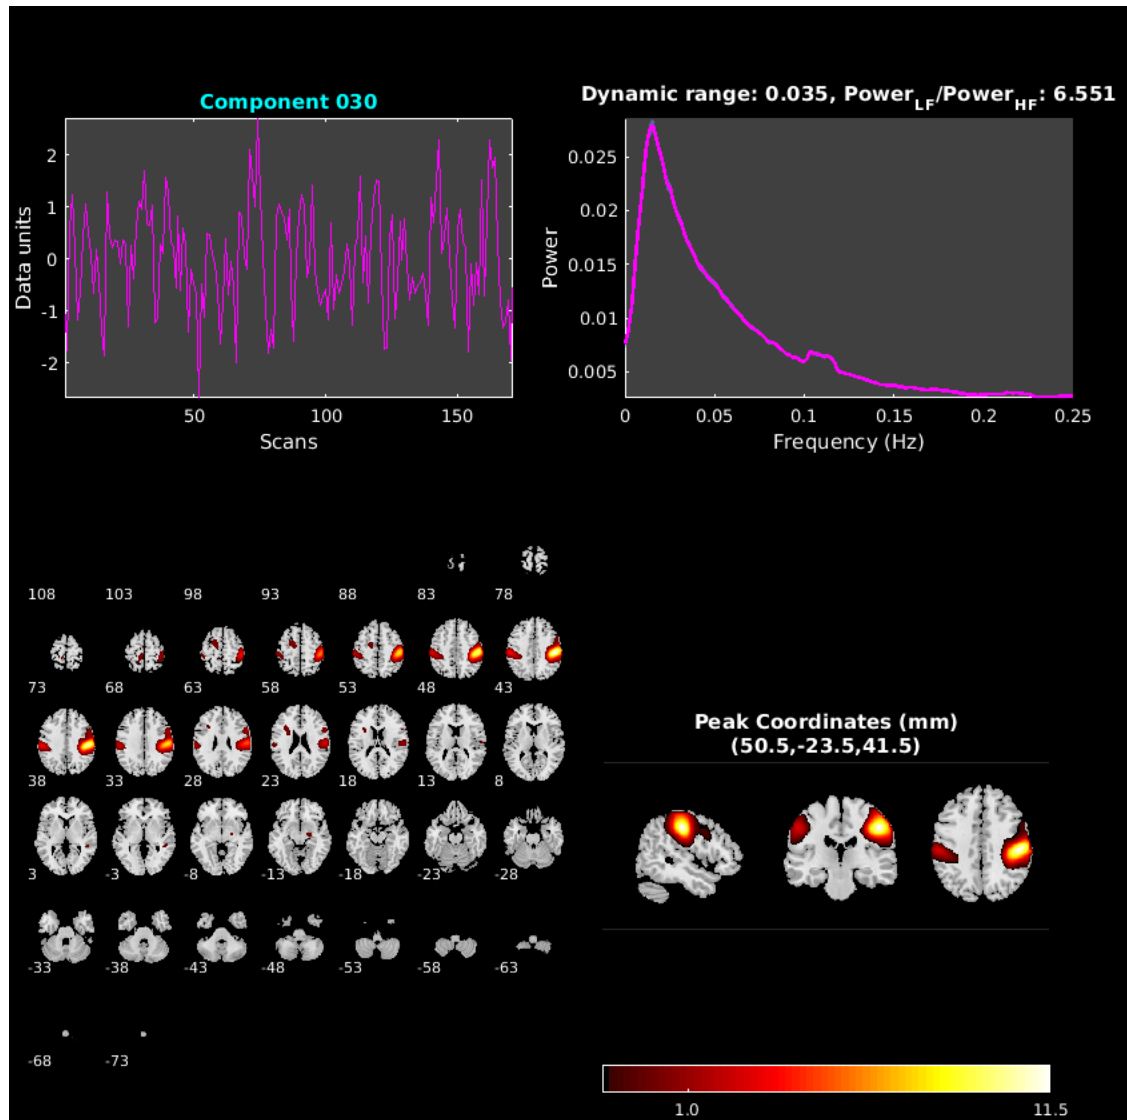 Component 030
Dynamic range: 0.035, Power_LF/Power_HF: 6.551
2
1
0
-1
-2
Data units
50
100
150
Scans
0.025
0.02
0.015
0.01
0.005
Power
0
0.05
0.1
0.15
0.2
0.25
Frequency (Hz)
108 103 98 93 88 83 78
73 68 63 58 53 48 43
38 33 28 23 18 13 8
3 -3 -8 -13 -18 -23 -28
-33 -38 -43 -48 -53 -58 -63
-68 -73
Peak Coordinates (mm)
(50.5,-23.5,41.5)
1.0
11.5